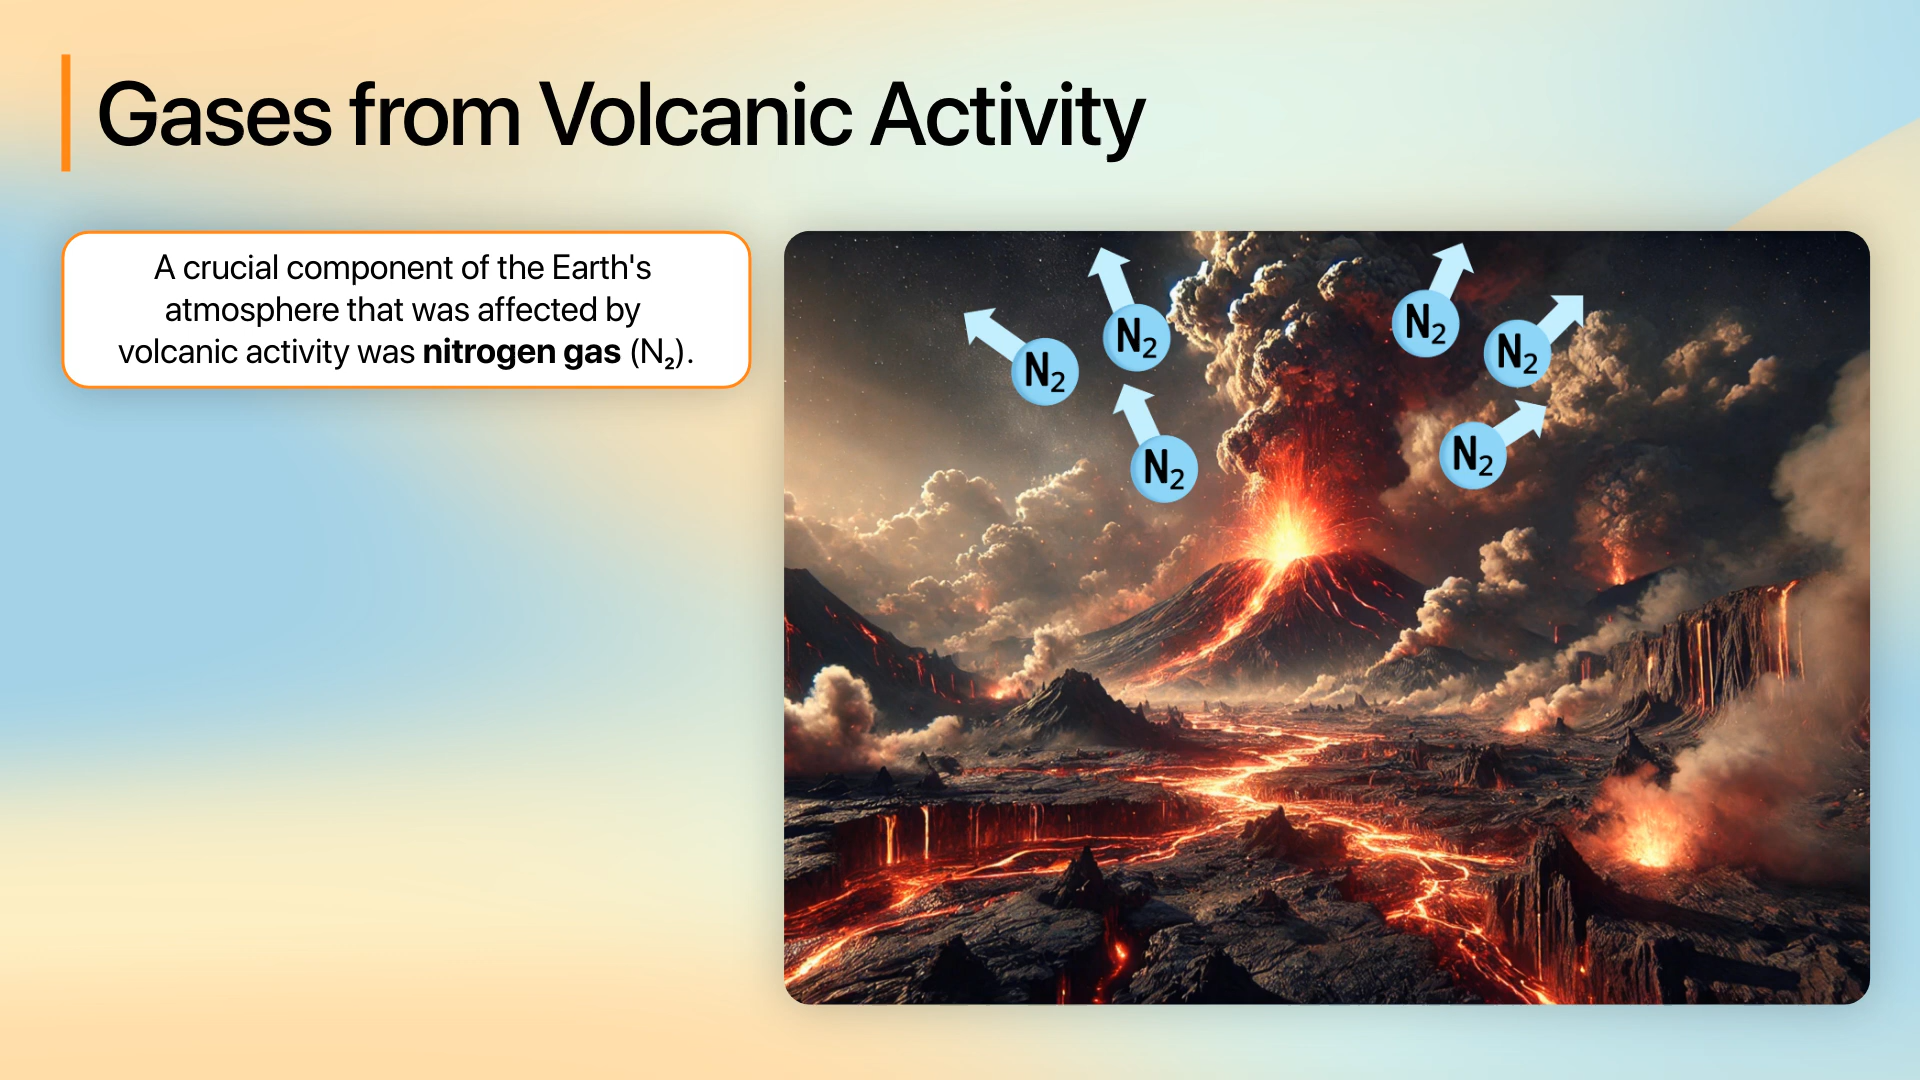 Gases from Volcanic Activity
A crucial component of the Earth's
atmosphere that was affected by
volcanic activity was nitrogen gas (N₂).
N₂
N₂
N₂
N₂
N₂
N₂